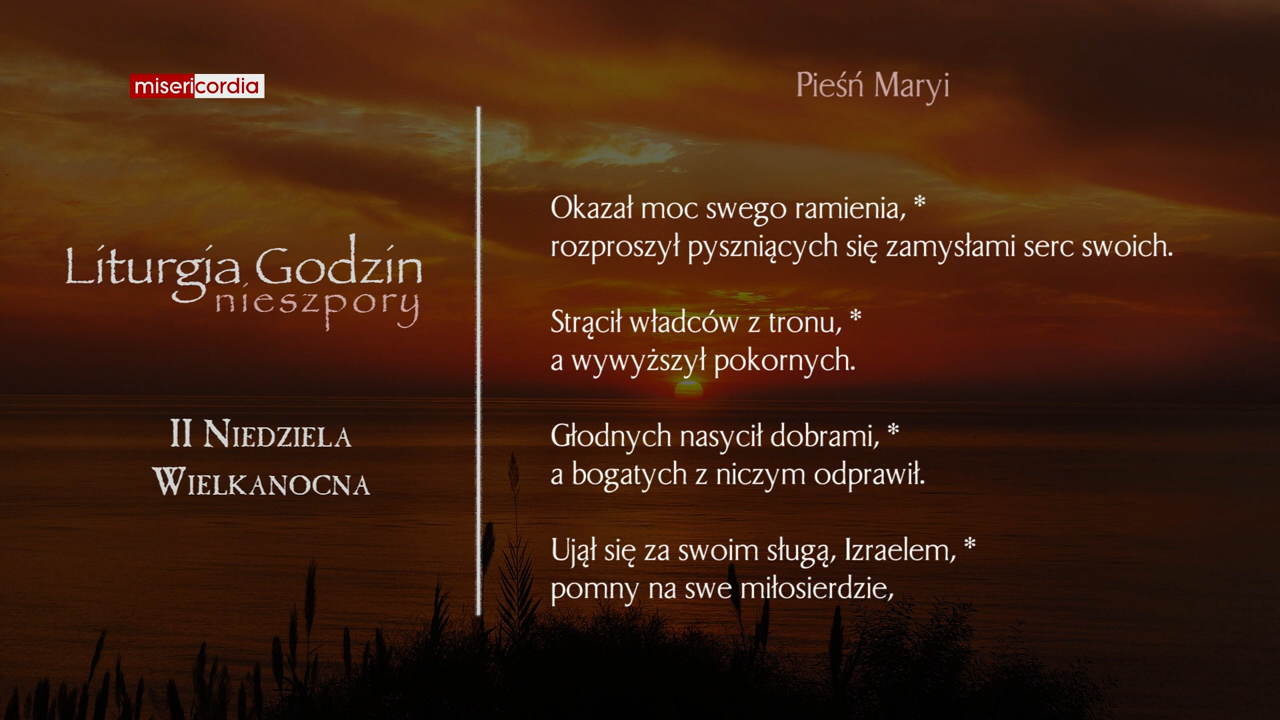 misericordia
Liturgia Godzin
nieszpory
II Niedziela
Wielkanocna
Pieśń Maryi
Okazał moc swego ramienia, *
rozproszył pyszniących się zamysłami serc swoich.
Strącił władców z tronu, *
a wywyższył pokornych.
Głodnych nasycił dobrami, *
a bogatych z niczym odprawił.
Ujął się za swoim sługą, Izraelem, *
pomny na swe miłosierdzie,